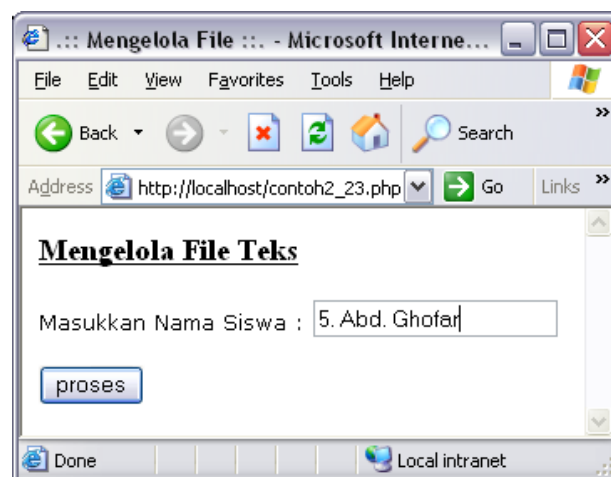 .:: Mengelola File ::. - Microsoft Interne...
File Edit View Favorites Tools Help
Back Search »
Address http://localhost/contoh2_23.php Go Links »
Mengelola File Teks
Masukkan Nama Siswa : 5. Abd. Ghofar
proses
Done Local intranet